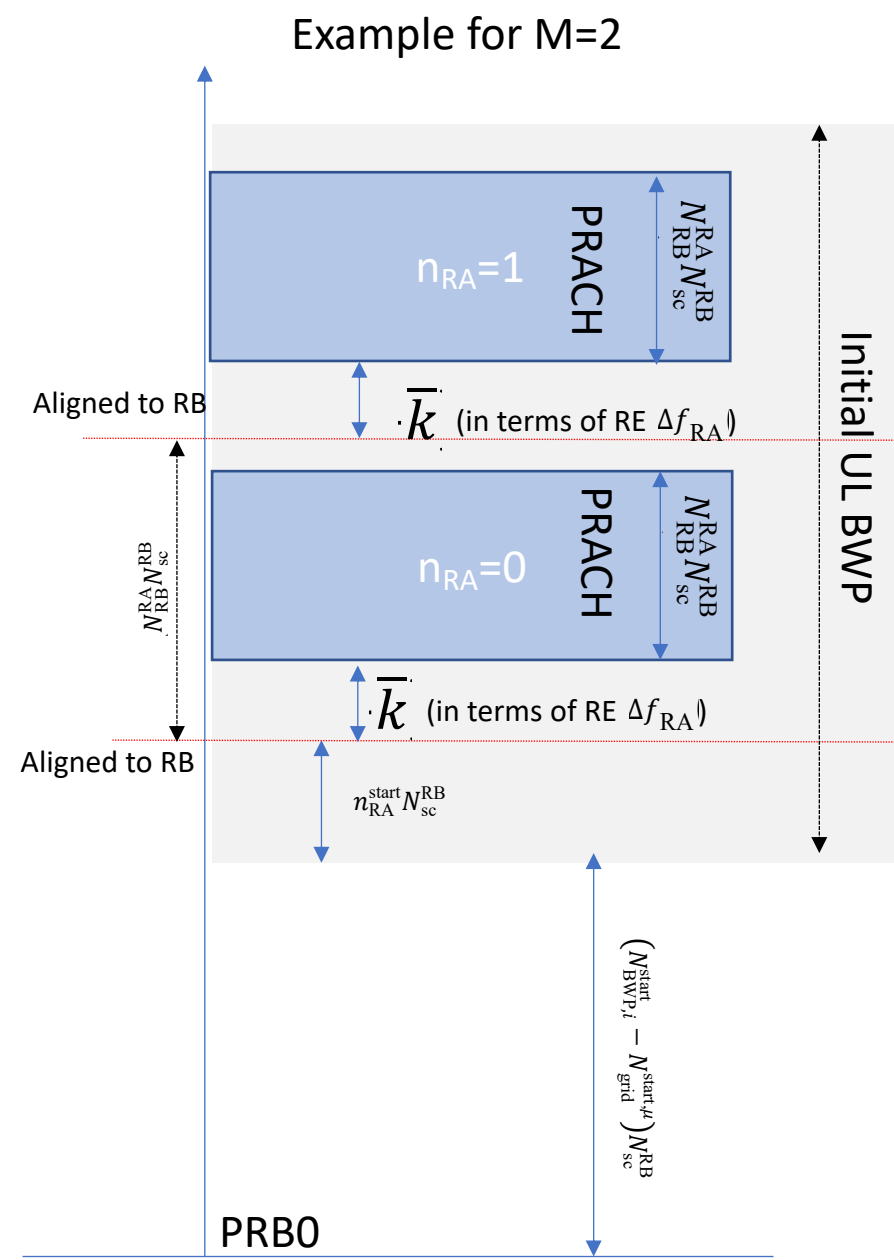 Example for M=2
n_RA=1
PRACH
N_RB^RA N_sc^RB
Aligned to RB
k̅ (in terms of RE Δf_RA)
Initial UL BWP
n_RA=0
PRACH
N_RB^RA N_sc^RB
N_RB^RA N_sc^RB
k̅ (in terms of RE Δf_RA)
Aligned to RB
n_RA^start N_sc^RB
(N_BWP,i^start − N_grid^start,μ)N_sc^RB
PRB0